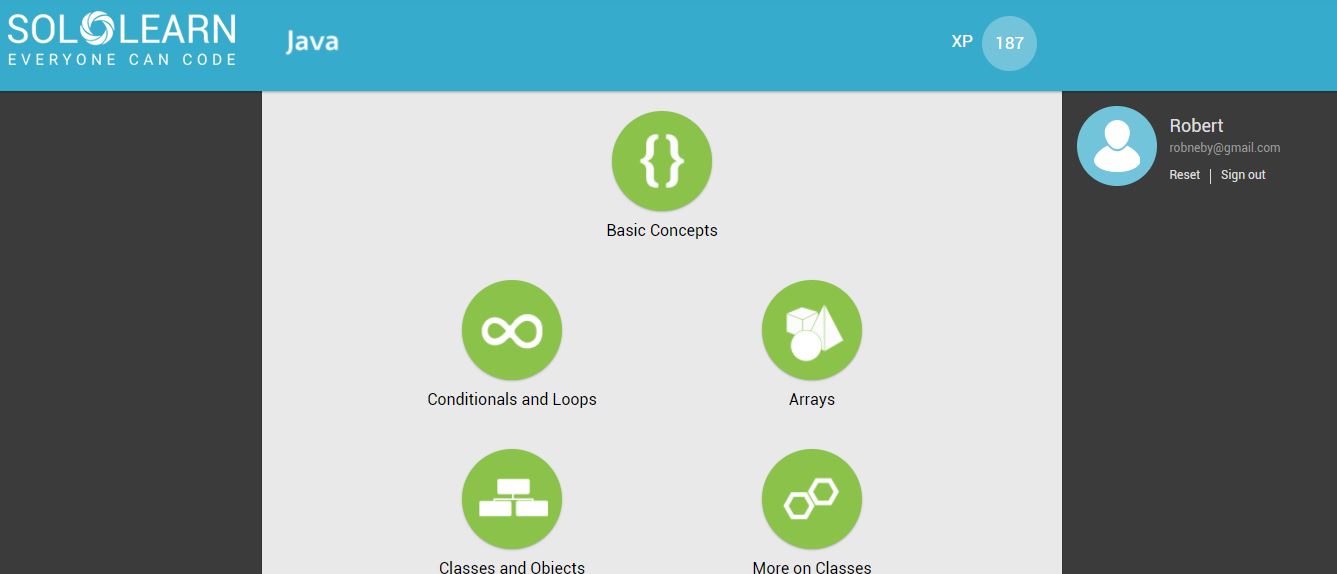 SOLOLEARN
EVERYONE CAN CODE
Java
XP 187
Robert
robneby@gmail.com
Reset | Sign out
{}
Basic Concepts
Conditionals and Loops
Arrays
Classes and Objects
More on Classes